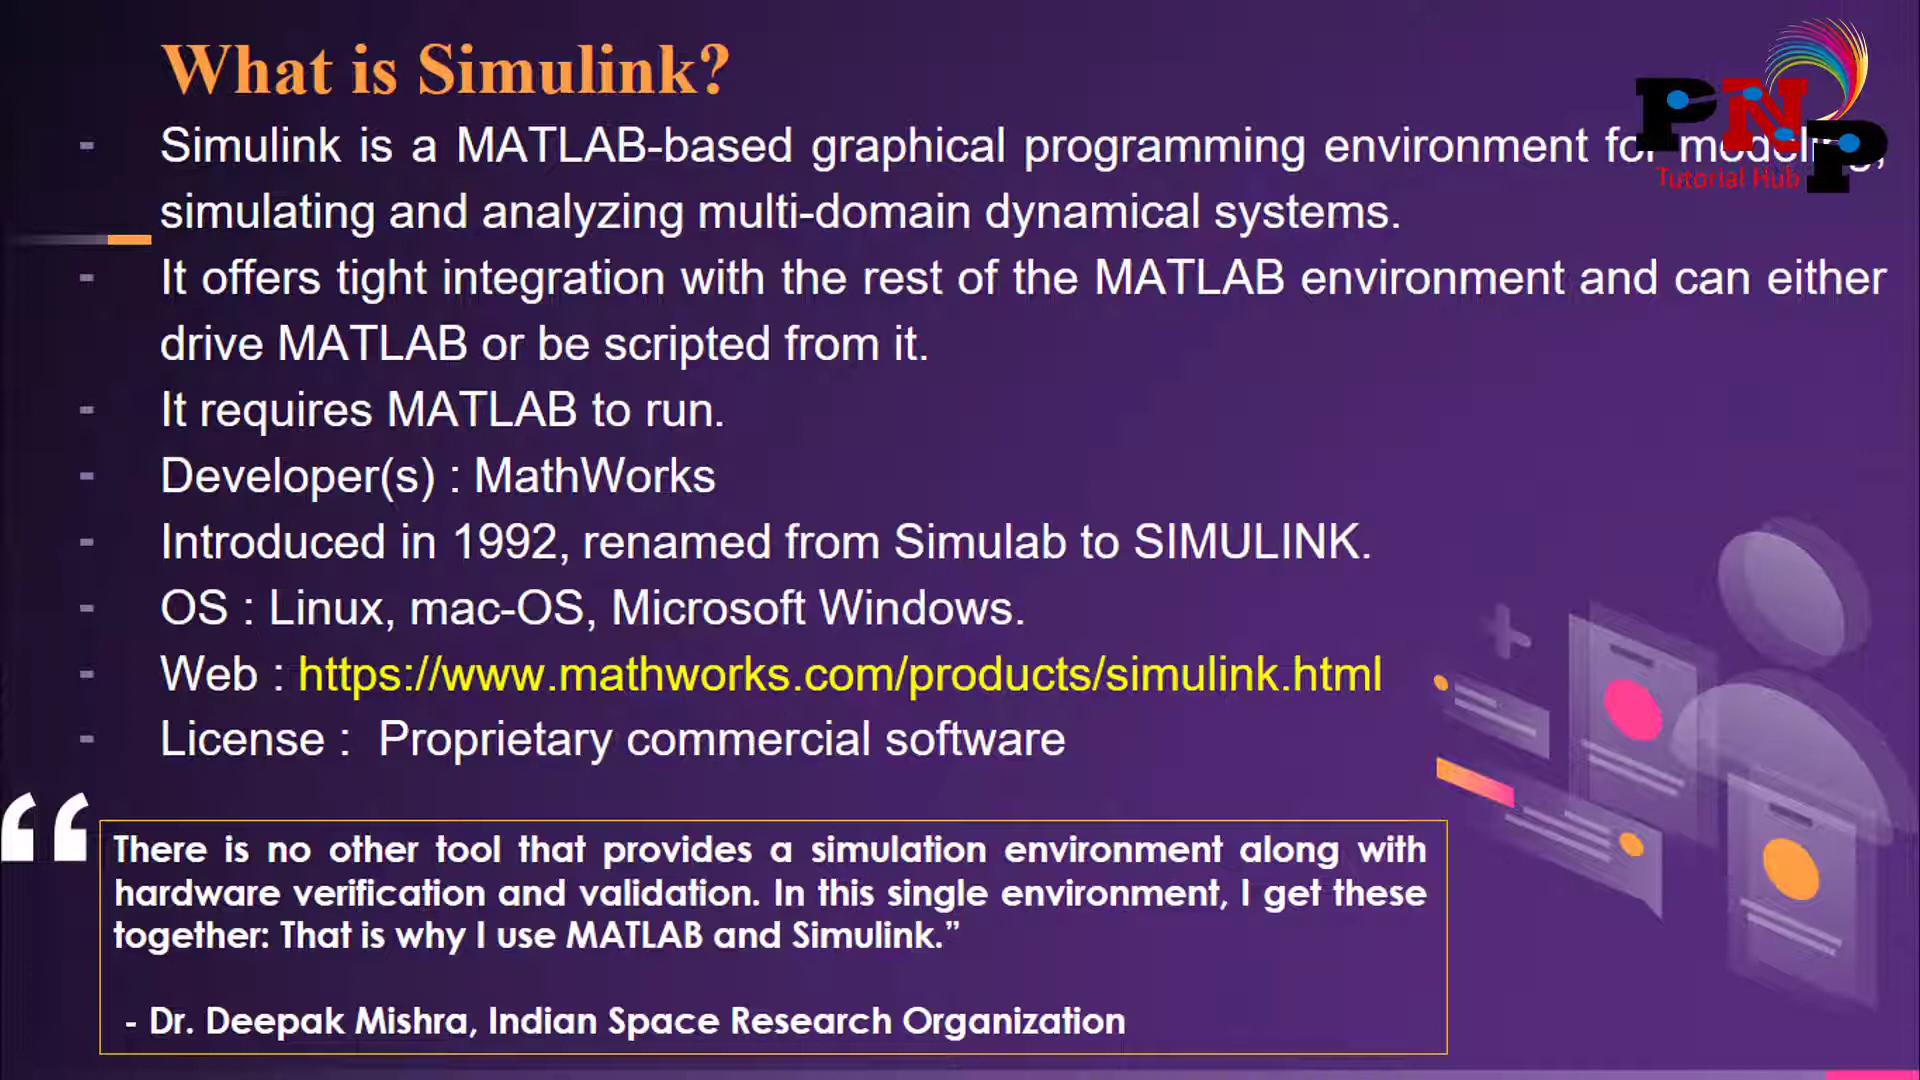 What is Simulink?
- Simulink is a MATLAB-based graphical programming environment for modeling,
simulating and analyzing multi-domain dynamical systems.
- It offers tight integration with the rest of the MATLAB environment and can either
drive MATLAB or be scripted from it.
- It requires MATLAB to run.
- Developer(s) : MathWorks
- Introduced in 1992, renamed from Simulab to SIMULINK.
- OS : Linux, mac-OS, Microsoft Windows.
- Web : https://www.mathworks.com/products/simulink.html
- License : Proprietary commercial software
“ There is no other tool that provides a simulation environment along with
hardware verification and validation. In this single environment, I get these
together: That is why I use MATLAB and Simulink.”
- Dr. Deepak Mishra, Indian Space Research Organization
PNP
Tutorial Hub